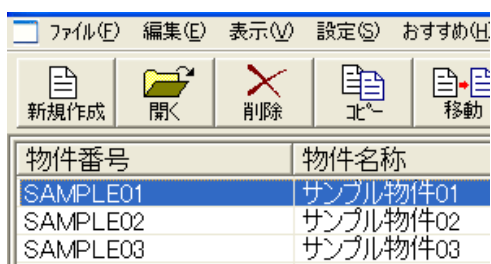 ファイル(F) 編集(E) 表示(V) 設定(S) おすすめ(H)
新規作成 開く 削除 コピー 移動
物件番号 物件名称
SAMPLE01 サンプル物件01
SAMPLE02 サンプル物件02
SAMPLE03 サンプル物件03